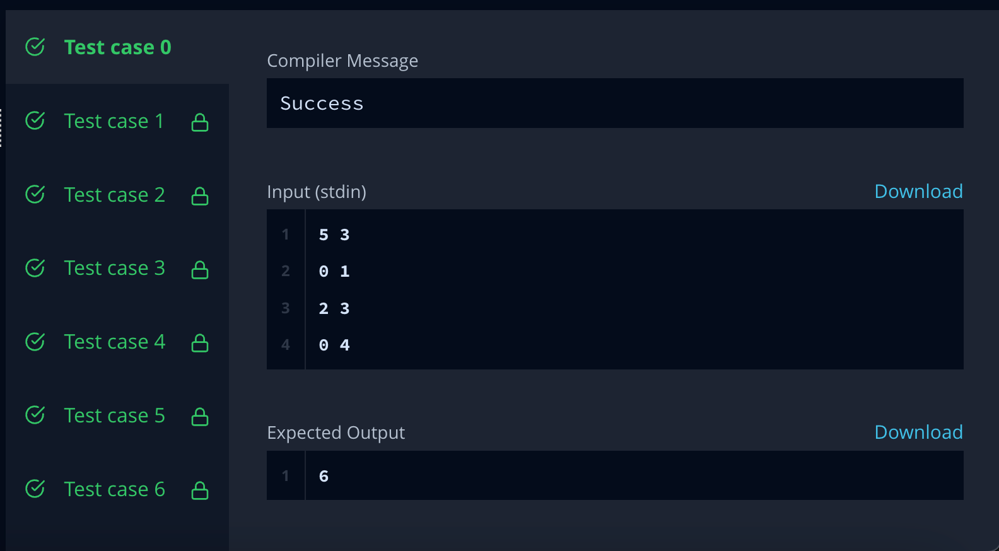 Test case 0
Test case 1
Test case 2
Test case 3
Test case 4
Test case 5
Test case 6
Compiler Message
Success
Input (stdin)
Download
1 5 3
2 0 1
3 2 3
4 0 4
Expected Output
Download
1 6